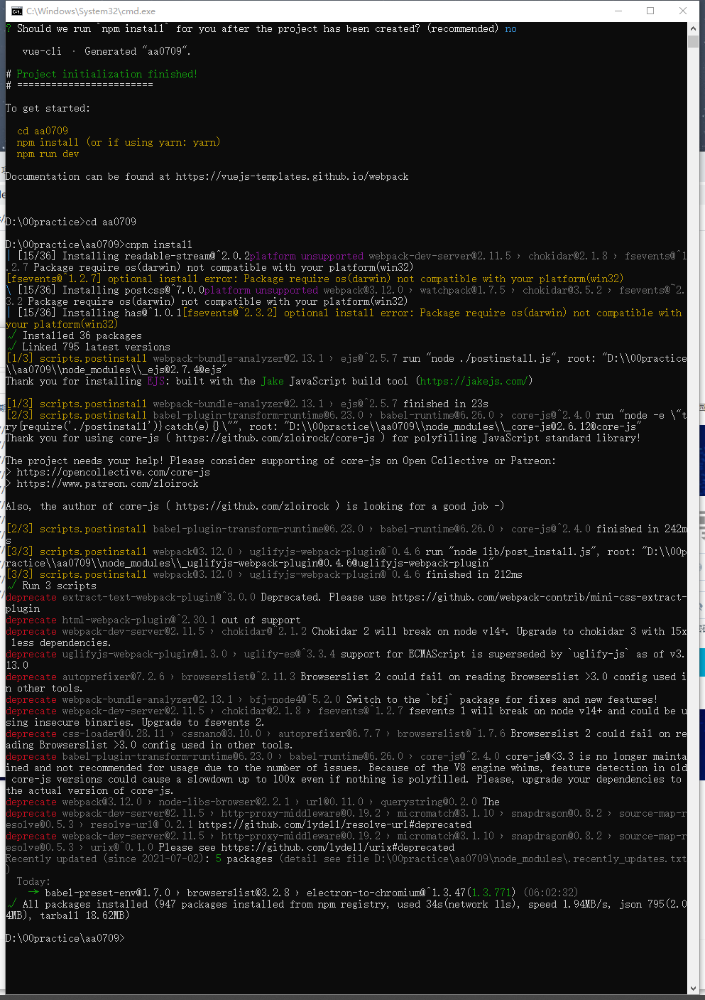 C:\Windows\System32\cmd.exe
? Should we run `npm install` for you after the project has been created? (recommended) no
vue-cli · Generated "aa0709".
# Project initialization finished!
# ========================
To get started:
cd aa0709
npm install (or if using yarn: yarn)
npm run dev
Documentation can be found at https://vuejs-templates.github.io/webpack
D:\00practice>cd aa0709
D:\00practice\aa0709>cnpm install
| [15/36] Installing readable-stream@^2.0.2platform unsupported webpack-dev-server@2.11.5 › chokidar@2.1.8 › fsevents@^1
.2.7 Package require os(darwin) not compatible with your platform(win32)
[fsevents@^1.2.7] optional install error: Package require os(darwin) not compatible with your platform(win32)
\ [15/36] Installing postcss@^7.0.0platform unsupported webpack@3.12.0 › watchpack@1.7.5 › chokidar@3.5.2 › fsevents@~2.
3.2 Package require os(darwin) not compatible with your platform(win32)
| [15/36] Installing has@^1.0.1[fsevents@~2.3.2] optional install error: Package require os(darwin) not compatible with
your platform(win32)
√ Installed 36 packages
√ Linked 795 latest versions
[1/3] scripts.postinstall webpack-bundle-analyzer@2.13.1 › ejs@^2.5.7 run "node ./postinstall.js", root: "D:\\00practice
\\aa0709\\node_modules\\_ejs@2.7.4@ejs"
Thank you for installing EJS: built with the Jake JavaScript build tool (https://jakejs.com/)
[1/3] scripts.postinstall webpack-bundle-analyzer@2.13.1 › ejs@^2.5.7 finished in 23s
[2/3] scripts.postinstall babel-plugin-transform-runtime@6.23.0 › babel-runtime@6.26.0 › core-js@^2.4.0 run "node -e \"t
ry{require('./postinstall')}catch(e){}\"", root: "D:\\00practice\\aa0709\\node_modules\\_core-js@2.6.12@core-js"
Thank you for using core-js ( https://github.com/zloirock/core-js ) for polyfilling JavaScript standard library!
The project needs your help! Please consider supporting of core-js on Open Collective or Patreon:
> https://opencollective.com/core-js
> https://www.patreon.com/zloirock
Also, the author of core-js ( https://github.com/zloirock ) is looking for a good job -)
[2/3] scripts.postinstall babel-plugin-transform-runtime@6.23.0 › babel-runtime@6.26.0 › core-js@^2.4.0 finished in 242m
s
[3/3] scripts.postinstall webpack@3.12.0 › uglifyjs-webpack-plugin@^0.4.6 run "node lib/post_install.js", root: "D:\\00p
ractice\\aa0709\\node_modules\\_uglifyjs-webpack-plugin@0.4.6@uglifyjs-webpack-plugin"
[3/3] scripts.postinstall webpack@3.12.0 › uglifyjs-webpack-plugin@^0.4.6 finished in 212ms
√ Run 3 scripts
deprecate extract-text-webpack-plugin@^3.0.0 Deprecated. Please use https://github.com/webpack-contrib/mini-css-extract-
plugin
deprecate html-webpack-plugin@^2.30.1 out of support
deprecate webpack-dev-server@2.11.5 › chokidar@^2.1.2 Chokidar 2 will break on node v14+. Upgrade to chokidar 3 with 15x
less dependencies.
deprecate uglifyjs-webpack-plugin@1.3.0 › uglify-es@^3.3.4 support for ECMAScript is superseded by `uglify-js` as of v3.
13.0
deprecate autoprefixer@7.2.6 › browserslist@^2.11.3 Browserslist 2 could fail on reading Browserslist >3.0 config used i
n other tools.
deprecate webpack-bundle-analyzer@2.13.1 › bfj-node4@^5.2.0 Switch to the `bfj` package for fixes and new features!
deprecate webpack-dev-server@2.11.5 › chokidar@2.1.8 › fsevents@^1.2.7 fsevents 1 will break on node v14+ and could be u
sing insecure binaries. Upgrade to fsevents 2.
deprecate css-loader@0.28.11 › cssnano@3.10.0 › autoprefixer@6.7.7 › browserslist@^1.7.6 Browserslist 2 could fail on re
ading Browserslist >3.0 config used in other tools.
deprecate babel-plugin-transform-runtime@6.23.0 › babel-runtime@6.26.0 › core-js@^2.4.0 core-js@<3.3 is no longer mainta
ined and not recommended for usage due to the number of issues. Because of the V8 engine whims, feature detection in old
core-js versions could cause a slowdown up to 100x even if nothing is polyfilled. Please, upgrade your dependencies to
the actual version of core-js.
deprecate webpack@3.12.0 › node-libs-browser@2.2.1 › url@0.11.0 › querystring@0.2.0 The
deprecate webpack-dev-server@2.11.5 › http-proxy-middleware@0.19.2 › micromatch@3.1.10 › snapdragon@0.8.2 › source-map-r
esolve@0.5.3 › resolve-url@^0.2.1 https://github.com/lydell/resolve-url#deprecated
deprecate webpack-dev-server@2.11.5 › http-proxy-middleware@0.19.2 › micromatch@3.1.10 › snapdragon@0.8.2 › source-map-r
esolve@0.5.3 › urix@^0.1.0 Please see https://github.com/lydell/urix#deprecated
Recently updated (since 2021-07-02): 5 packages (detail see file D:\00practice\aa0709\node_modules\.recently_updates.txt
)
Today:
→ babel-preset-env@1.7.0 › browserslist@3.2.8 › electron-to-chromium@^1.3.47(1.3.771) (06:02:32)
√ All packages installed (947 packages installed from npm registry, used 34s(network 11s), speed 1.94MB/s, json 795(2.0
4MB), tarball 18.62MB)
D:\00practice\aa0709>